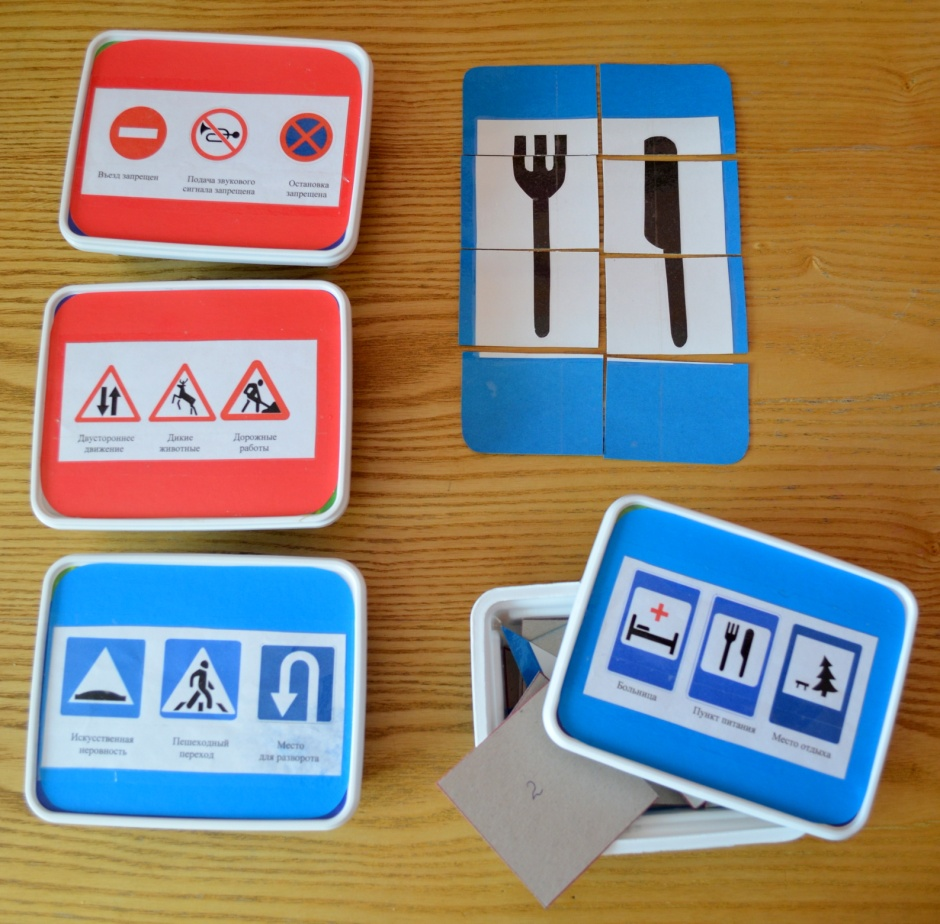 Въезд запрещен
Подача звукового
сигнала запрещена
Остановка
запрещена
Двустороннее
движение
Дикие
животные
Дорожные
работы
Искусственная
неровность
Пешеходный
переход
Место
для разворота
Больница
Пункт питания
Место отдыха
2